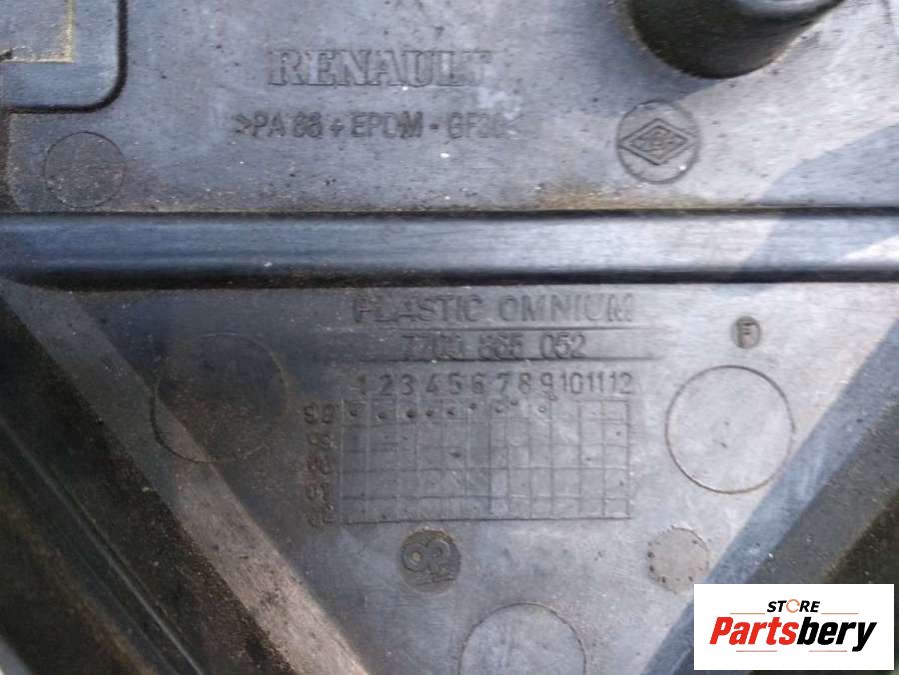 RENAULT
>PA 66 + EPDM - GF30
PLASTIC OMNIUM
7700 865 052
F
1 2 3 4 5 6 7 8 9 10 11 12
STORE
Partsbery